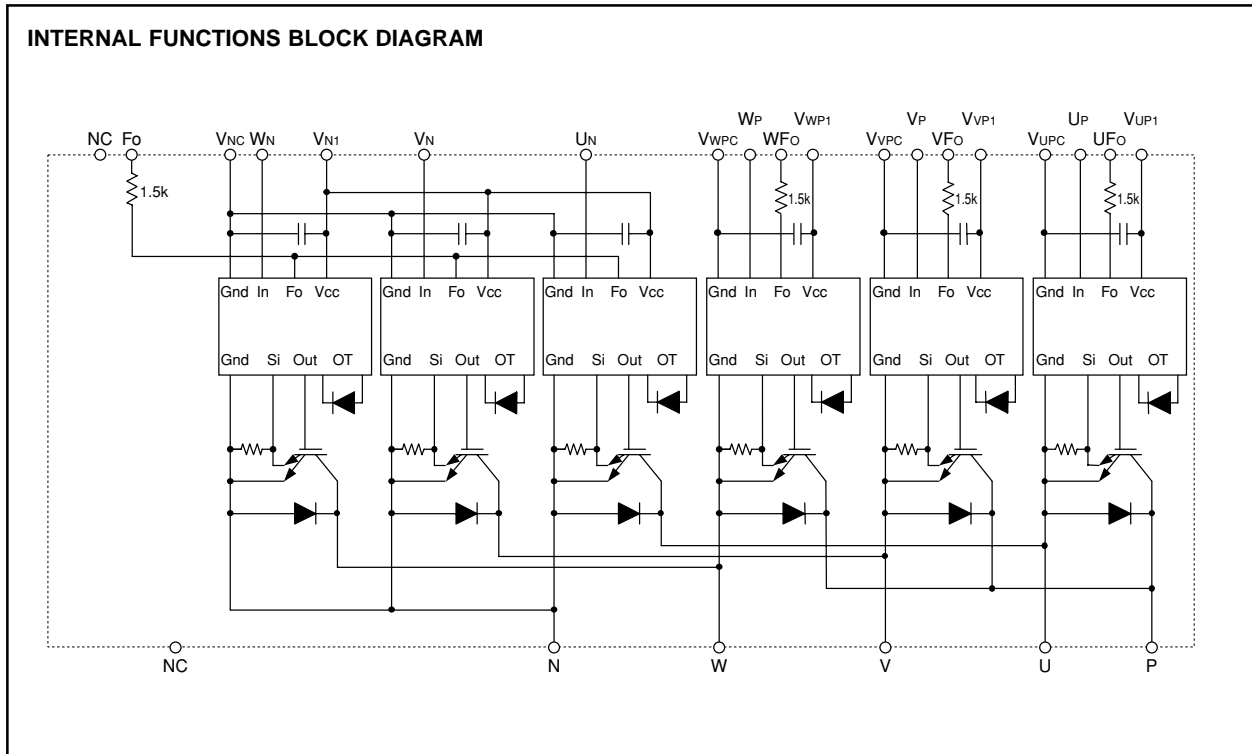 INTERNAL FUNCTIONS BLOCK DIAGRAM
WP VWP1 VP VVP1 UP VUP1
NC Fo VNC WN VN1 VN UN VWPC WFO VVPC VFO VUPC UFO
1.5k 1.5k 1.5k 1.5k
Gnd In Fo Vcc Gnd In Fo Vcc Gnd In Fo Vcc Gnd In Fo Vcc Gnd In Fo Vcc Gnd In Fo Vcc
Gnd Si Out OT Gnd Si Out OT Gnd Si Out OT Gnd Si Out OT Gnd Si Out OT Gnd Si Out OT
NC N W V U P